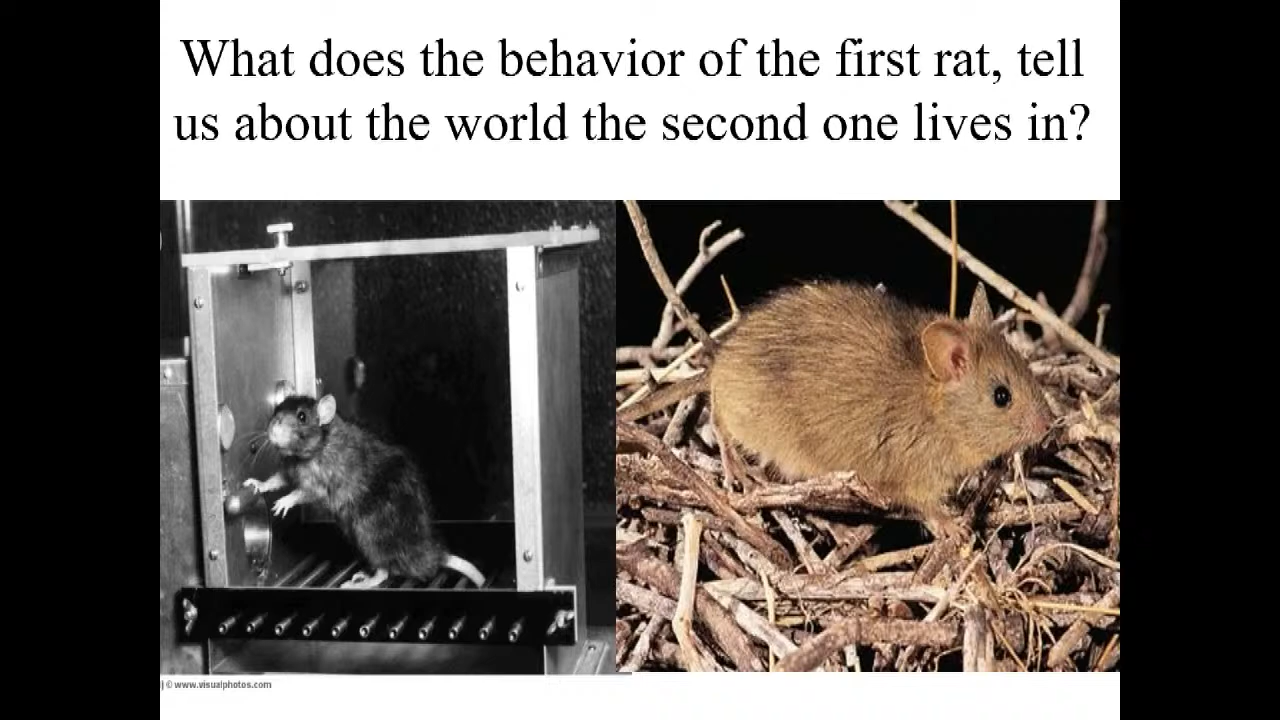 What does the behavior of the first rat, tell
us about the world the second one lives in?
© www.visualphotos.com